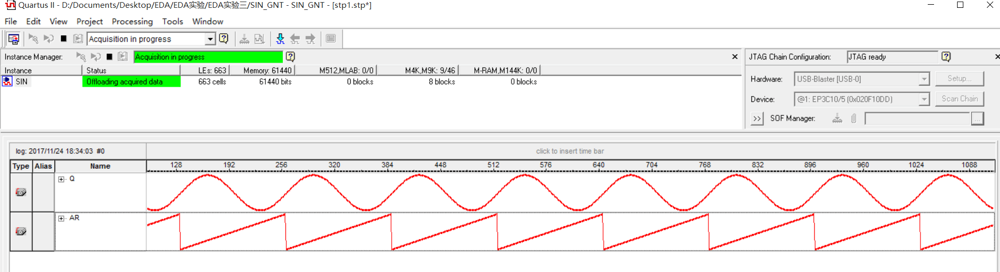 Quartus II - D:/Documents/Desktop/EDA/EDA实验/EDA实验三/SIN_GNT - SIN_GNT - [stp1.stp*]
File Edit View Project Processing Tools Window
Acquisition in progress
Instance Manager: Acquisition in progress
JTAG Chain Configuration: JTAG ready
Instance Status LEs: 663 Memory: 61440 M512,MLAB: 0/0 M4K,M9K: 9/46 M-RAM,M144K: 0/0
SIN Offloading acquired data 663 cells 61440 bits 0 blocks 8 blocks 0 blocks
Hardware: USB-Blaster [USB-0] Setup...
Device: @1: EP3C10/5 (0x020F10DD) Scan Chain
>> SOF Manager: ...
log: 2017/11/24 18:34:03 #0 click to insert time bar
Type Alias Name 128 192 256 320 384 448 512 576 640 704 768 832 896 960 1024 1088
Q
AR